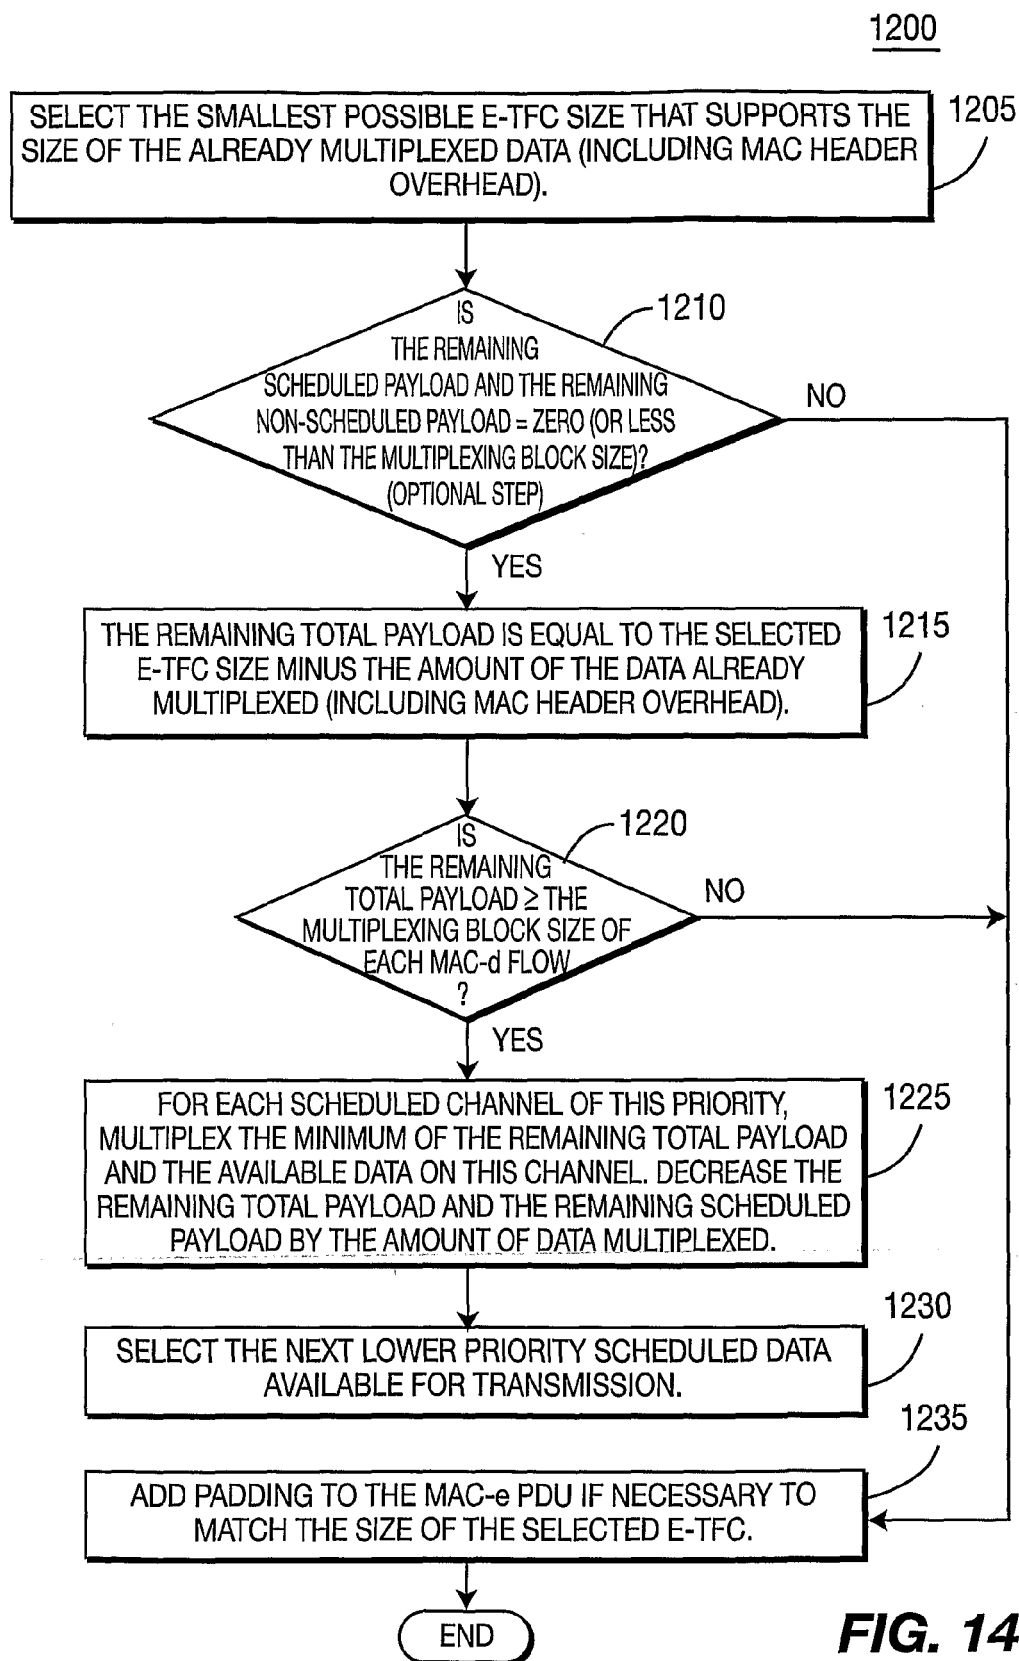 1200
SELECT THE SMALLEST POSSIBLE E-TFC SIZE THAT SUPPORTS THE
SIZE OF THE ALREADY MULTIPLEXED DATA (INCLUDING MAC HEADER
OVERHEAD).
1205
IS
THE REMAINING
SCHEDULED PAYLOAD AND THE REMAINING
NON-SCHEDULED PAYLOAD = ZERO (OR LESS
THAN THE MULTIPLEXING BLOCK SIZE)?
(OPTIONAL STEP)
1210
NO
YES
THE REMAINING TOTAL PAYLOAD IS EQUAL TO THE SELECTED
E-TFC SIZE MINUS THE AMOUNT OF THE DATA ALREADY
MULTIPLEXED (INCLUDING MAC HEADER OVERHEAD).
1215
IS
THE REMAINING
TOTAL PAYLOAD ≥ THE
MULTIPLEXING BLOCK SIZE OF
EACH MAC-d FLOW
?
1220
NO
YES
FOR EACH SCHEDULED CHANNEL OF THIS PRIORITY,
MULTIPLEX THE MINIMUM OF THE REMAINING TOTAL PAYLOAD
AND THE AVAILABLE DATA ON THIS CHANNEL. DECREASE THE
REMAINING TOTAL PAYLOAD AND THE REMAINING SCHEDULED
PAYLOAD BY THE AMOUNT OF DATA MULTIPLEXED.
1225
SELECT THE NEXT LOWER PRIORITY SCHEDULED DATA
AVAILABLE FOR TRANSMISSION.
1230
ADD PADDING TO THE MAC-e PDU IF NECESSARY TO
MATCH THE SIZE OF THE SELECTED E-TFC.
1235
END
FIG. 14